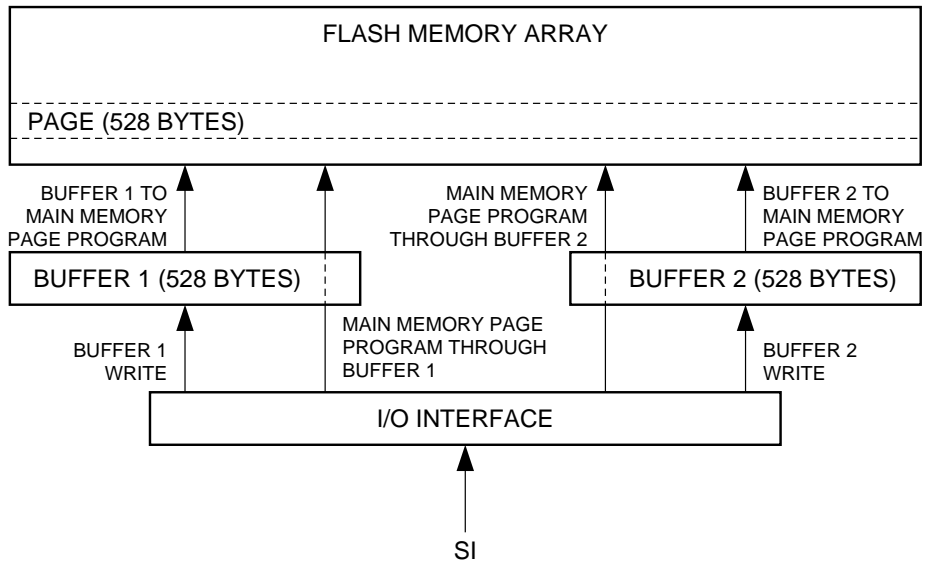 FLASH MEMORY ARRAY
PAGE (528 BYTES)
BUFFER 1 TO
MAIN MEMORY
PAGE PROGRAM
MAIN MEMORY
PAGE PROGRAM
THROUGH BUFFER 2
BUFFER 2 TO
MAIN MEMORY
PAGE PROGRAM
BUFFER 1 (528 BYTES)
BUFFER 2 (528 BYTES)
BUFFER 1
WRITE
MAIN MEMORY PAGE
PROGRAM THROUGH
BUFFER 1
BUFFER 2
WRITE
I/O INTERFACE
SI